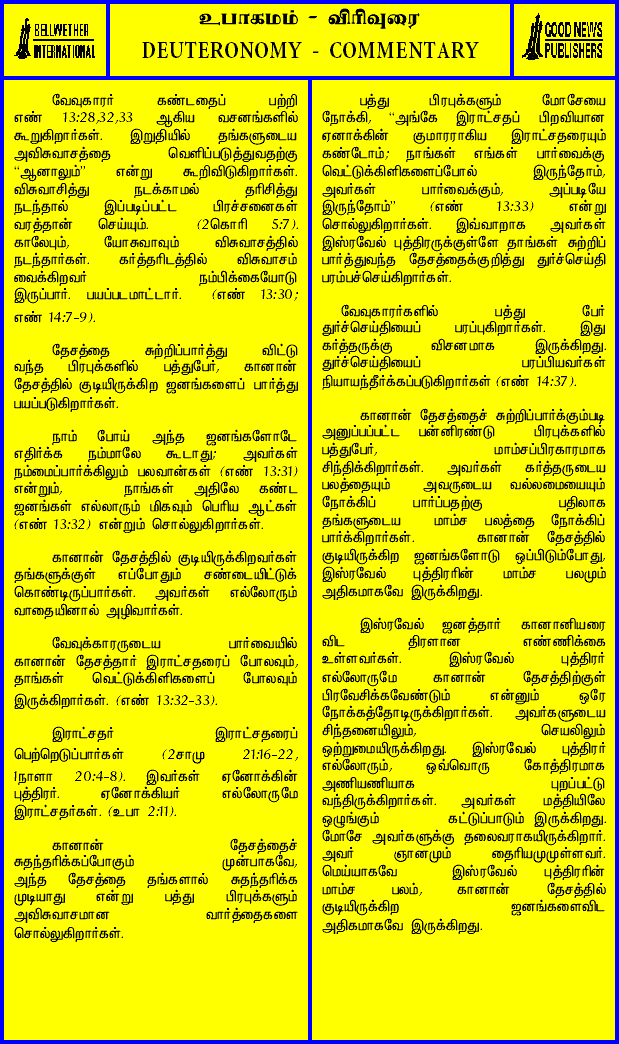 BELLWETHER
INTERNATIONAL
உபாகமம் - விரிவுரை
DEUTERONOMY - COMMENTARY
GOOD NEWS
PUBLISHERS
வேவுகாரர் கண்டதைப் பற்றி
எண் 13:28,32,33 ஆகிய வசனங்களில்
கூறுகிறார்கள். இறுதியில் தங்களுடைய
அவிசுவாசத்தை வெளிப்படுத்துவதற்கு
“ஆனாலும்” என்று கூறிவிடுகிறார்கள்.
விசுவாசித்து நடக்காமல் தரிசித்து
நடந்தால் இப்படிப்பட்ட பிரச்சனைகள்
வரத்தான் செய்யும். (2கொரி 5:7).
காலேபும், யோசுவாவும் விசுவாசத்தில்
நடந்தார்கள். கர்த்தரிடத்தில் விசுவாசம்
வைக்கிறவர் நம்பிக்கையோடு
இருப்பார். பயப்படமாட்டார். (எண் 13:30;
எண் 14:7-9).
தேசத்தை சுற்றிப்பார்த்து விட்டு
வந்த பிரபுக்களில் பத்துபேர், கானான்
தேசத்தில் குடியிருக்கிற ஜனங்களைப் பார்த்து
பயப்படுகிறார்கள்.
நாம் போய் அந்த ஜனங்களோடே
எதிர்க்க நம்மாலே கூடாது; அவர்கள்
நம்மைப்பார்க்கிலும் பலவான்கள் (எண் 13:31)
என்றும், நாங்கள் அதிலே கண்ட
ஜனங்கள் எல்லாரும் மிகவும் பெரிய ஆட்கள்
(எண் 13:32) என்றும் சொல்லுகிறார்கள்.
கானான் தேசத்தில் குடியிருக்கிறவர்கள்
தங்களுக்குள் எப்போதும் சண்டையிட்டுக்
கொண்டிருப்பார்கள். அவர்கள் எல்லோரும்
வாதையினால் அழிவார்கள்.
வேவுக்காரருடைய பார்வையில்
கானான் தேசத்தார் இராட்சதரைப் போலவும்,
தாங்கள் வெட்டுக்கிளிகளைப் போலவும்
இருக்கிறார்கள். (எண் 13:32-33).
இராட்சதர் இராட்சதரைப்
பெற்றெடுப்பார்கள் (2சாமு 21:16-22,
1நாளா 20:4-8). இவர்கள் ஏனோக்கின்
புத்திரர். ஏனோக்கியர் எல்லோருமே
இராட்சதர்கள். (உபா 2:11).
கானான் தேசத்தைச்
சுதந்தரிக்கப்போகும் முன்பாகவே,
அந்த தேசத்தை தங்களால் சுதந்தரிக்க
முடியாது என்று பத்து பிரபுக்களும்
அவிசுவாசமான வார்த்தைகளை
சொல்லுகிறார்கள்.
பத்து பிரபுக்களும் மோசேயை
நோக்கி, “அங்கே இராட்சதப் பிறவியான
ஏனாக்கின் குமாரராகிய இராட்சதரையும்
கண்டோம்; நாங்கள் எங்கள் பார்வைக்கு
வெட்டுக்கிளிகளைப்போல் இருந்தோம்,
அவர்கள் பார்வைக்கும், அப்படியே
இருந்தோம்” (எண் 13:33) என்று
சொல்லுகிறார்கள். இவ்வாறாக அவர்கள்
இஸ்ரவேல் புத்திரருக்குள்ளே தாங்கள் சுற்றிப்
பார்த்துவந்த தேசத்தைக்குறித்து துர்ச்செய்தி
பரம்பச்செய்கிறார்கள்.
வேவுகாரர்களில் பத்து பேர்
துர்ச்செய்தியைப் பரப்புகிறார்கள். இது
கர்த்தருக்கு விசனமாக இருக்கிறது.
துர்ச்செய்தியைப் பரப்பியவர்கள்
நியாயந்தீர்க்கப்படுகிறார்கள் (எண் 14:37).
கானான் தேசத்தைச் சுற்றிப்பார்க்கும்படி
அனுப்பப்பட்ட பன்னிரண்டு பிரபுக்களில்
பத்துபேர், மாம்சப்பிரகாரமாக
சிந்திக்கிறார்கள். அவர்கள் கர்த்தருடைய
பலத்தையும் அவருடைய வல்லமையையும்
நோக்கிப் பார்ப்பதற்கு பதிலாக
தங்களுடைய மாம்ச பலத்தை நோக்கிப்
பார்க்கிறார்கள். கானான் தேசத்தில்
குடியிருக்கிற ஜனங்களோடு ஒப்பிடும்போது,
இஸ்ரவேல் புத்திரரின் மாம்ச பலமும்
அதிகமாகவே இருக்கிறது.
இஸ்ரவேல் ஜனத்தார் கானானியரை
விட திரளான எண்ணிக்கை
உள்ளவர்கள். இஸ்ரவேல் புத்திரர்
எல்லோருமே கானான் தேசத்திற்குள்
பிரவேசிக்கவேண்டும் என்னும் ஒரே
நோக்கத்தோடிருக்கிறார்கள். அவர்களுடைய
சிந்தனையிலும், செயலிலும்
ஒற்றுமையிருக்கிறது. இஸ்ரவேல் புத்திரர்
எல்லோரும், ஒவ்வொரு கோத்திரமாக
அணியணியாக புறப்பட்டு
வந்திருக்கிறார்கள். அவர்கள் மத்தியிலே
ஒழுங்கும் கட்டுப்பாடும் இருக்கிறது.
மோசே அவர்களுக்கு தலைவராகயிருக்கிறார்.
அவர் ஞானமும் தைரியமுமுள்ளவர்.
மெய்யாகவே இஸ்ரவேல் புத்திரரின்
மாம்ச பலம், கானான் தேசத்தில்
குடியிருக்கிற ஜனங்களைவிட
அதிகமாகவே இருக்கிறது.